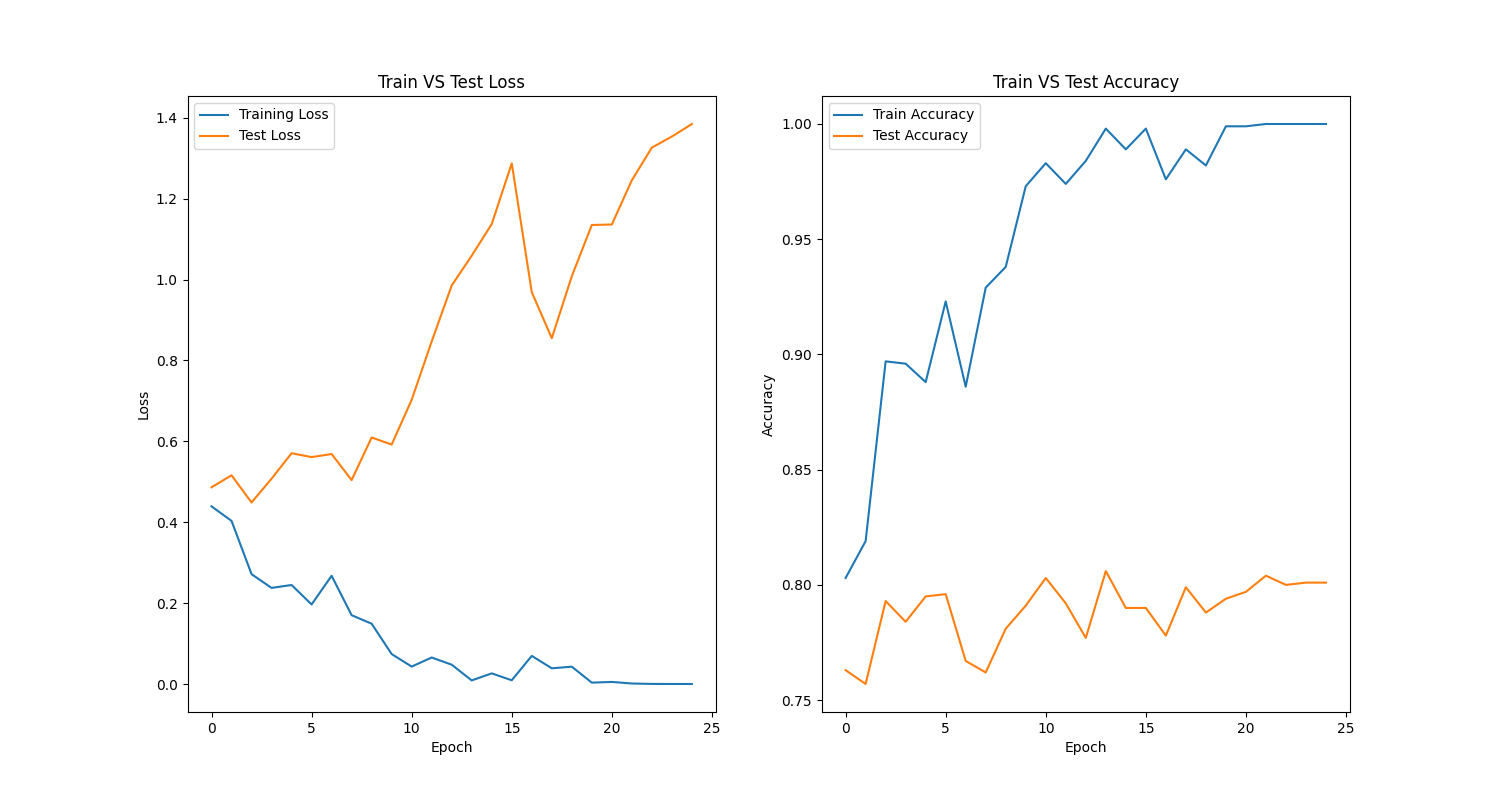 Train VS Test Loss
Training Loss
Test Loss
1.4
1.2
1.0
0.8
0.6
0.4
0.2
0.0
Loss
0 5 10 15 20 25
Epoch
Train VS Test Accuracy
Train Accuracy
Test Accuracy
1.00
0.95
0.90
0.85
0.80
0.75
Accuracy
0 5 10 15 20 25
Epoch